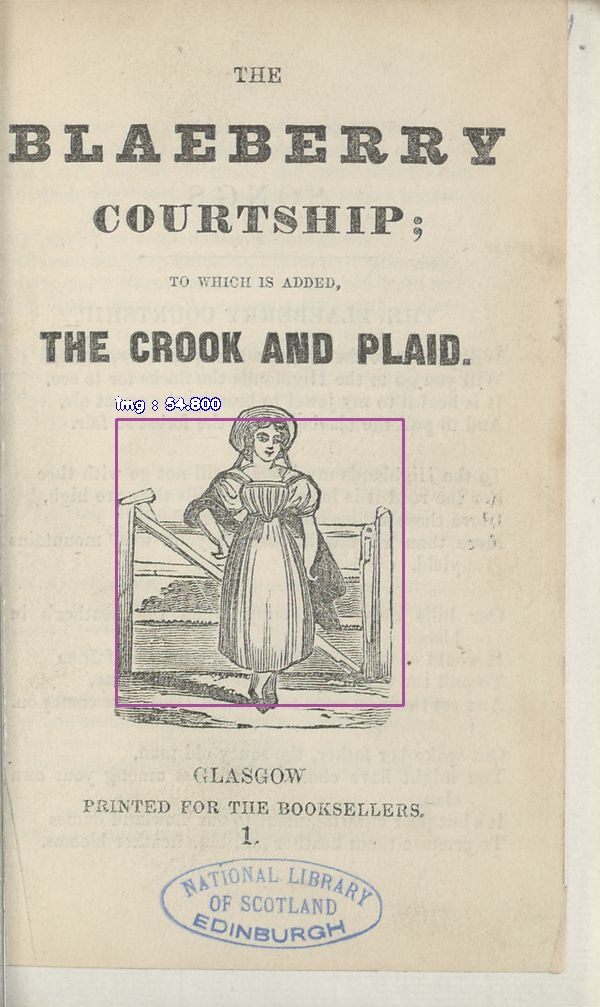 THE
BLAEBERRY
COURTSHIP;
TO WHICH IS ADDED,
THE CROOK AND PLAID.
img : 54.800
GLASGOW
PRINTED FOR THE BOOKSELLERS.
1.
NATIONAL LIBRARY
OF SCOTLAND
EDINBURGH